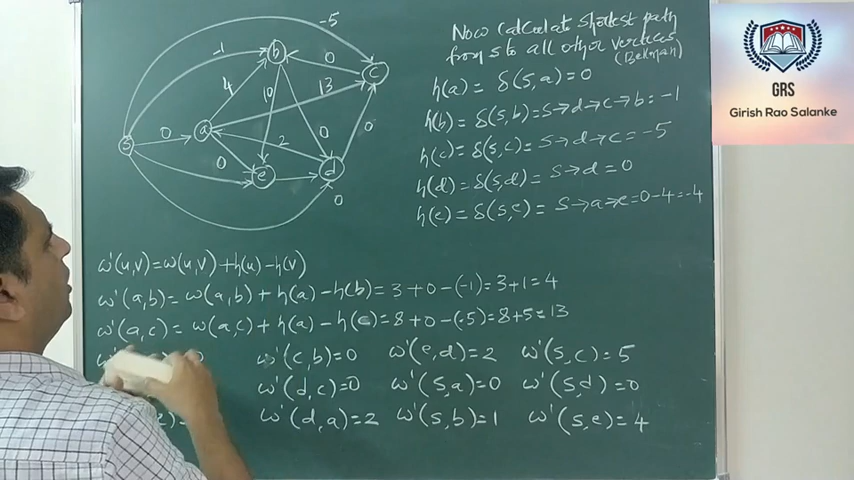 Now Calculate shortest path
from s to all other vertices
(Bellman)
h(a) = δ(s,a) = 0
h(b) = δ(s,b) = s→d→c→b = -1
h(c) = δ(s,c) = s→d→c = -5
h(d) = δ(s,d) = s→d = 0
h(e) = δ(s,e) = s→a→e = 0-4 = -4
GRS
Girish Rao Salanke
-5
-1
b
0
c
4
10
13
s
0
a
2
0
0
0
e
d
0
w'(u,v) = w(u,v) + h(u) - h(v)
w'(a,b) = w(a,b) + h(a) - h(b) = 3+0-(-1) = 3+1 = 4
w'(a,c) = w(a,c) + h(a) - h(c) = 8+0-(-5) = 8+5 = 13
w'(c,b) = 0 w'(e,d) = 2 w'(s,c) = 5
w'(d,c) = 0 w'(s,a) = 0 w'(s,d) = 0
w'(d,a) = 2 w'(s,b) = 1 w'(s,e) = 4